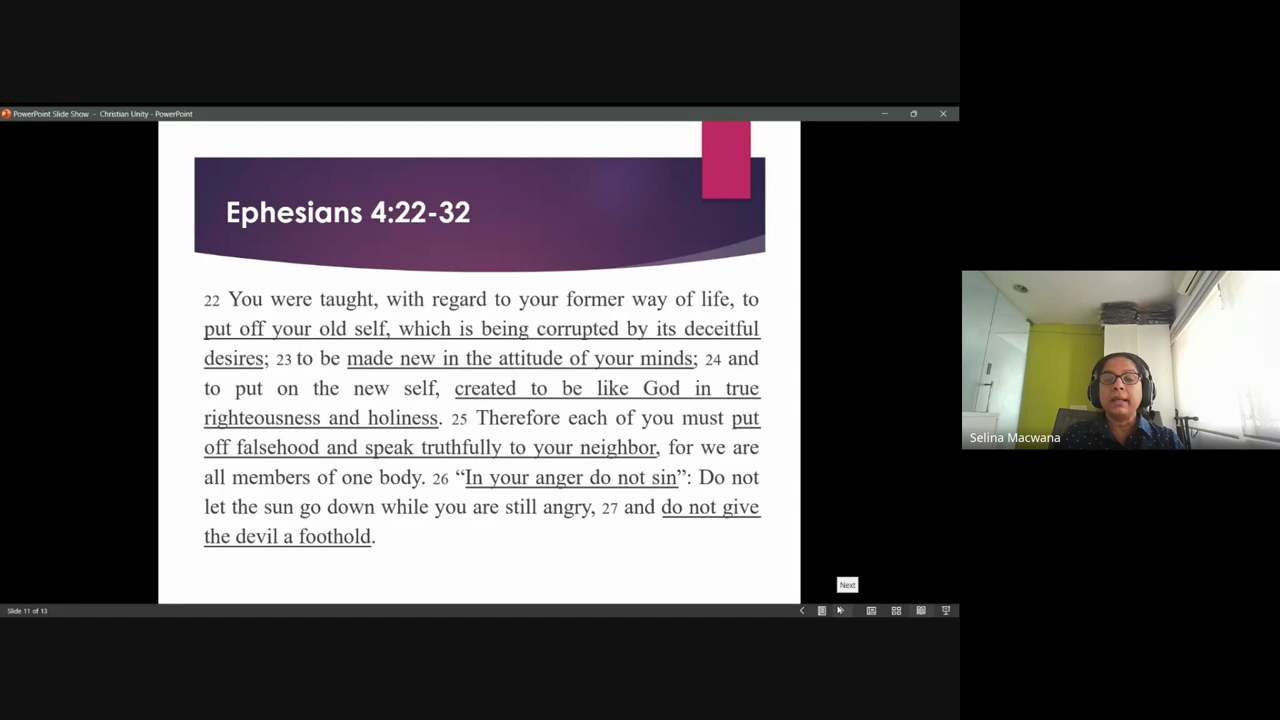 PowerPoint Slide Show - Christian Unity - PowerPoint
Ephesians 4:22-32
22 You were taught, with regard to your former way of life, to
put off your old self, which is being corrupted by its deceitful
desires; 23 to be made new in the attitude of your minds; 24 and
to put on the new self, created to be like God in true
righteousness and holiness. 25 Therefore each of you must put
off falsehood and speak truthfully to your neighbor, for we are
all members of one body. 26 “In your anger do not sin”: Do not
let the sun go down while you are still angry, 27 and do not give
the devil a foothold.
Next
Slide 11 of 13
Selina Macwana